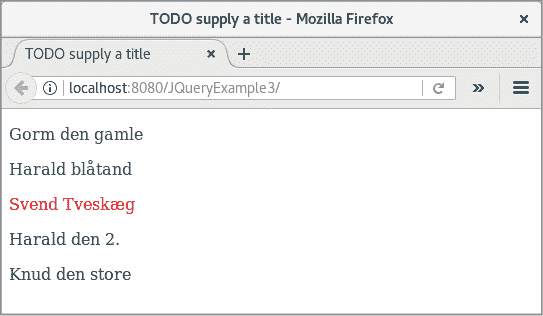 TODO supply a title - Mozilla Firefox
TODO supply a title
localhost:8080/JQueryExample3/
Gorm den gamle
Harald blåtand
Svend Tveskæg
Harald den 2.
Knud den store